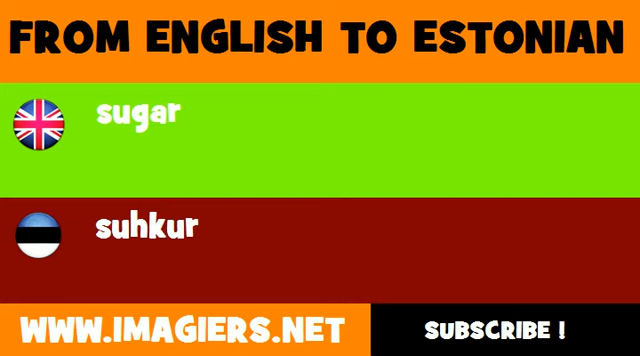 FROM ENGLISH TO ESTONIAN
sugar
suhkur
WWW.IMAGIERS.NET
SUBSCRIBE !